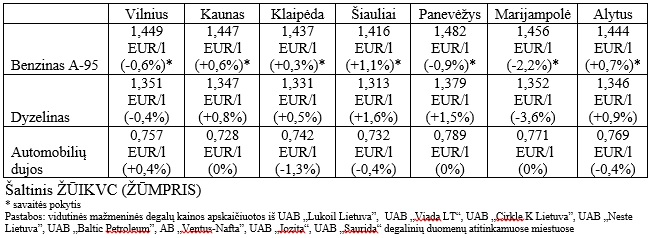 Vilnius Kaunas Klaipėda Šiauliai Panevėžys Marijampolė Alytus
1,449 1,447 1,437 1,416 1,482 1,456 1,444
EUR/l EUR/l EUR/l EUR/l EUR/l EUR/l EUR/l
Benzinas A-95 (-0,6%)* (+0,6%)* (+0,3%)* (+1,1%)* (-0,9%)* (-2,2%)* (+0,7%)*
1,351 1,347 1,331 1,313 1,379 1,352 1,346
EUR/l EUR/l EUR/l EUR/l EUR/l EUR/l EUR/l
Dyzelinas (-0,4%) (+0,8%) (+0,5%) (+1,6%) (+1,5%) (-3,6%) (+0,9%)
0,757 0,728 0,742 0,732 0,789 0,771 0,769
Automobilių EUR/l EUR/l EUR/l EUR/l EUR/l EUR/l EUR/l
dujos (+0,4%) (0%) (-1,3%) (-0,4%) (0%) (0%) (-0,4%)
Šaltinis ŽŪIKVC (ŽŪMPRIS)
* savaitės pokytis
Pastabos: vidutinės mažmeninės degalų kainos apskaičiuotos iš UAB „Lukoil Lietuva”, UAB „Viada LT“, UAB „Cirkle K Lietuva”, UAB „Neste
Lietuva”, UAB „Baltic Petroleum”, AB „Ventus-Nafta”, UAB „Jozita“, UAB „Saurida” degalinių duomenų atitinkamuose miestuose